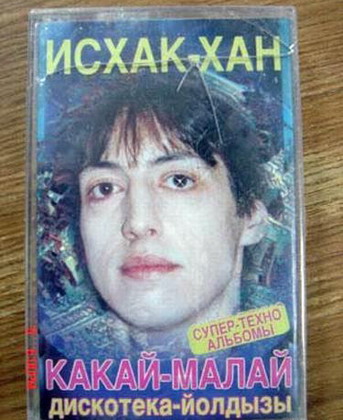 ИСХАК-ХАН
СУПЕР-ТЕХНО
АЛЬБОМЫ
КАКАЙ-МАЛАЙ
дискотека-йолдызы